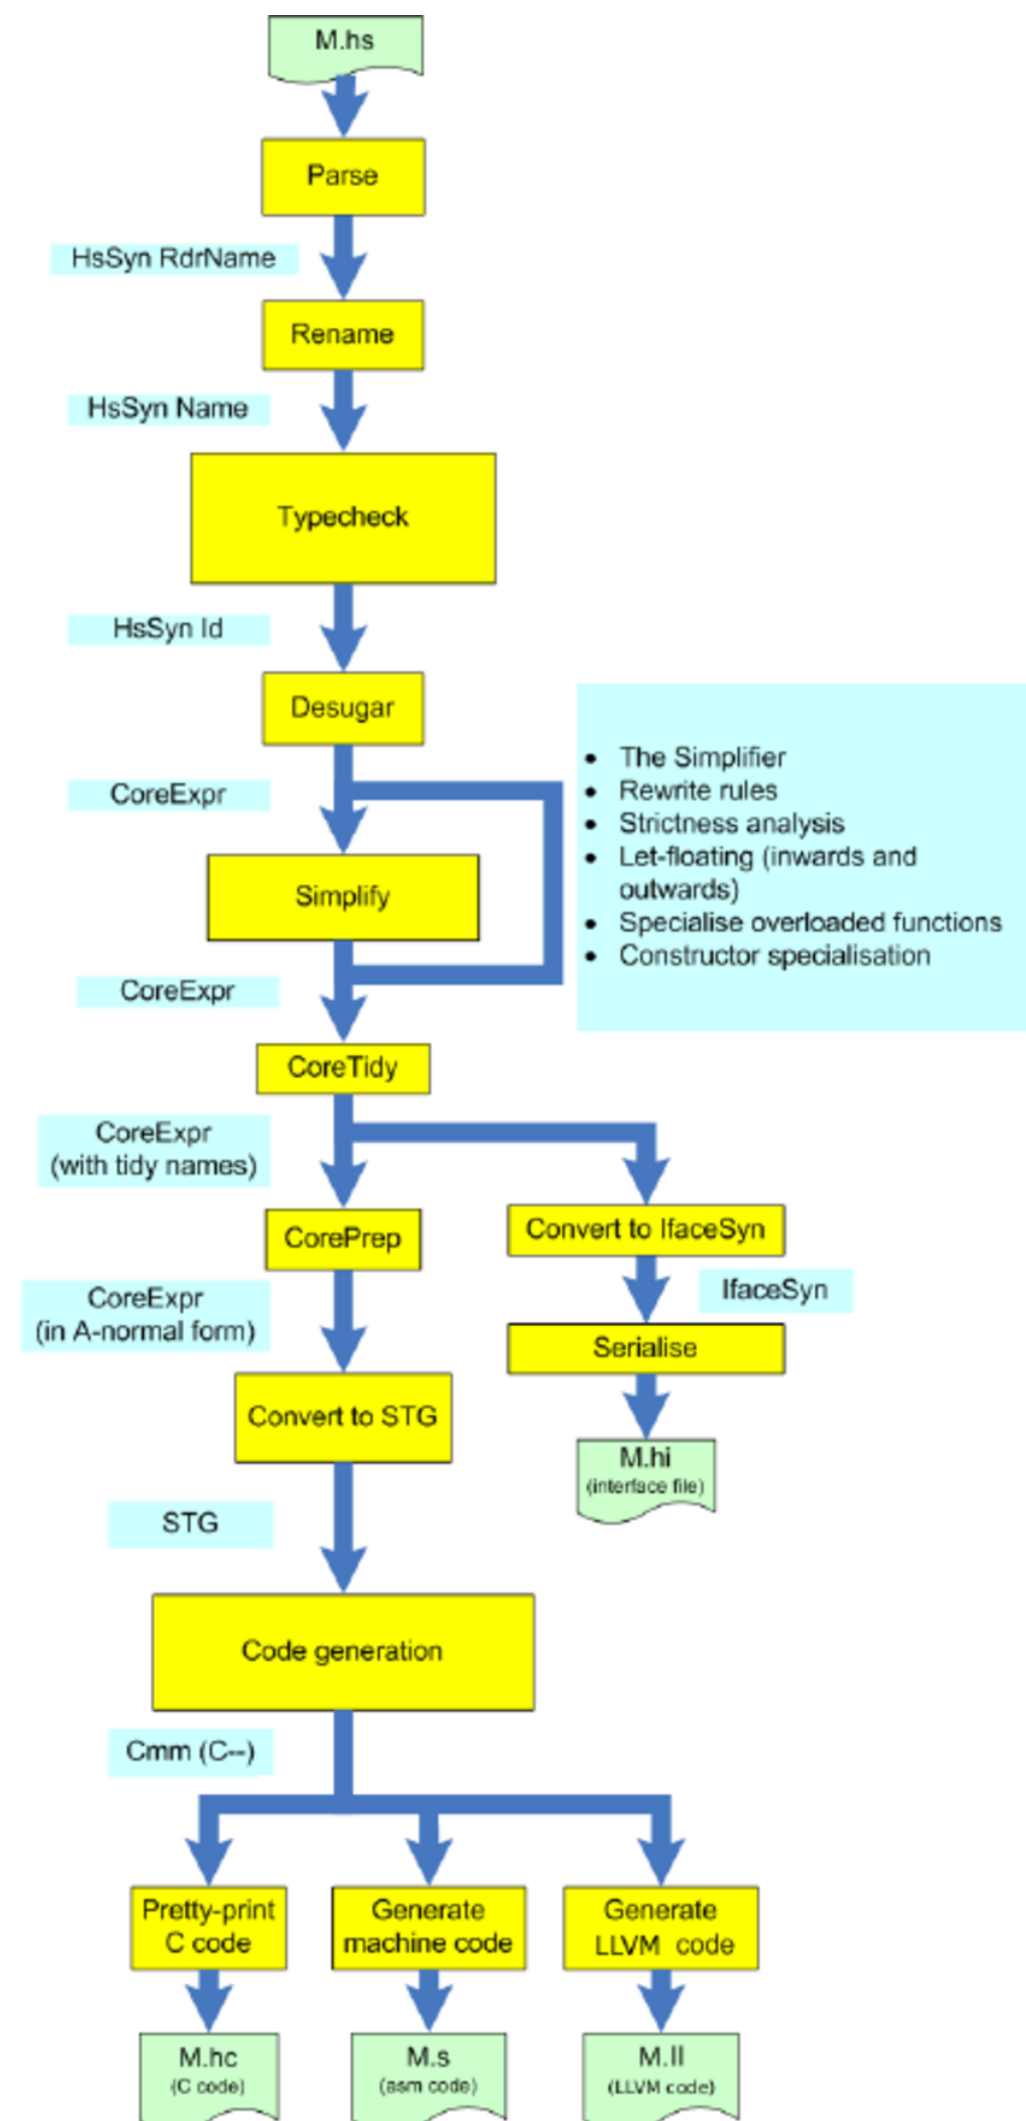 M.hs
Parse
HsSyn RdrName
Rename
HsSyn Name
Typecheck
HsSyn Id
Desugar
CoreExpr
• The Simplifier
• Rewrite rules
• Strictness analysis
• Let-floating (inwards and
outwards)
• Specialise overloaded functions
• Constructor specialisation
Simplify
CoreExpr
CoreTidy
CoreExpr
(with tidy names)
CorePrep
Convert to IfaceSyn
CoreExpr
(in A-normal form)
IfaceSyn
Serialise
Convert to STG
M.hi
(interface file)
STG
Code generation
Cmm (C--)
Pretty-print
C code
Generate
machine code
Generate
LLVM code
M.hc
(C code)
M.s
(asm code)
M.ll
(LLVM code)